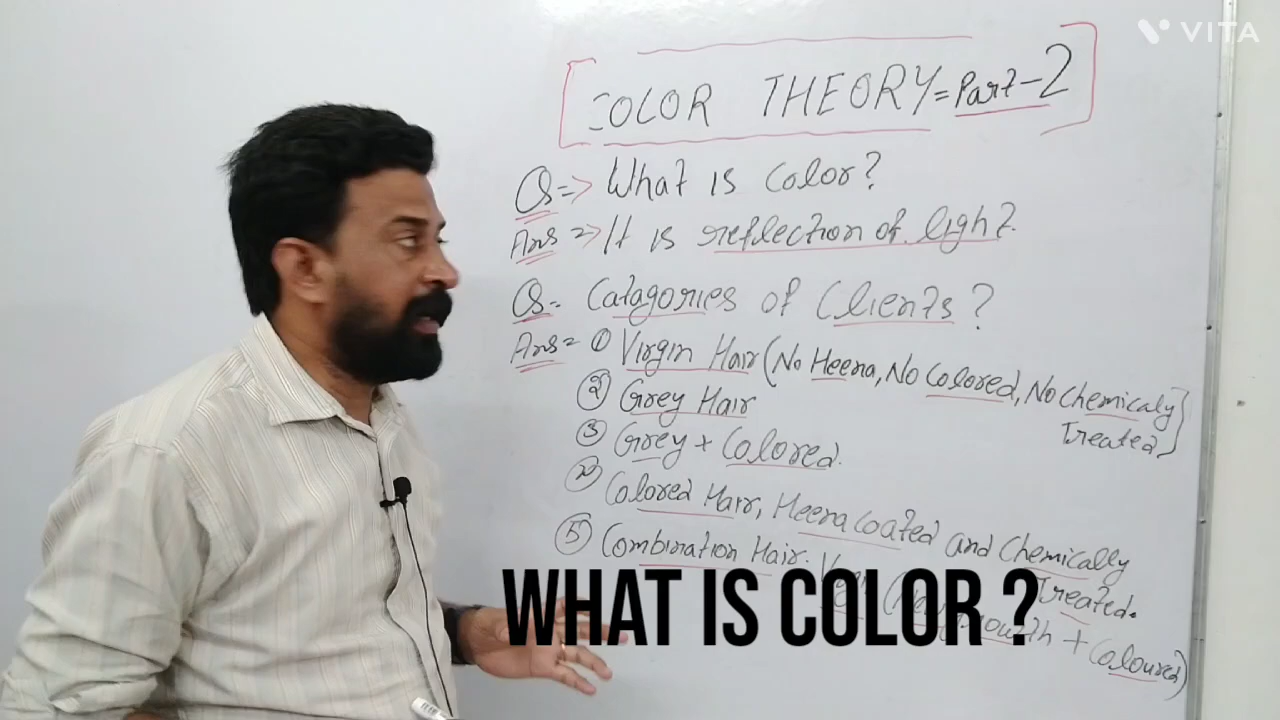 VITA
COLOR THEORY = Part-2
Qs => What is color?
Ans => It is reflection of light.
Qs - Catagories of Clients?
Ans = ① Virgin Hair (No Heena, No Colored, No Chemicaly Treated)
② Grey Hair
③ Grey + Colored.
Colored Hair, Heena Coated and Chemically Treated.
⑤ Combination Hair. + Coloured)
WHAT IS COLOR ?